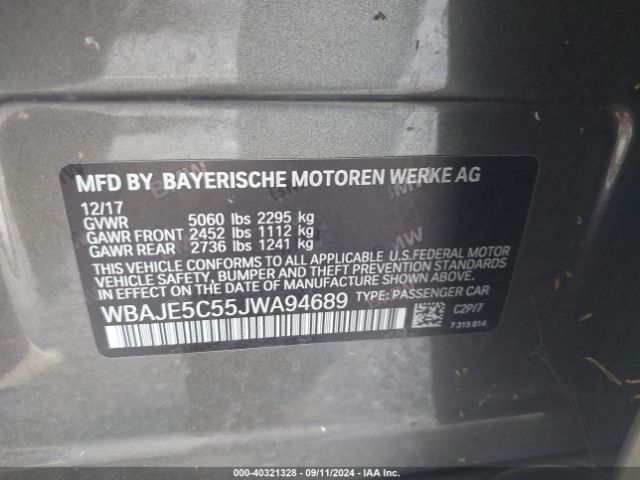 MFD BY BAYERISCHE MOTOREN WERKE AG
12/17
GVWR 5060 lbs 2295 kg
GAWR FRONT 2452 lbs 1112 kg
GAWR REAR 2736 lbs 1241 kg
THIS VEHICLE CONFORMS TO ALL APPLICABLE U.S. FEDERAL MOTOR
VEHICLE SAFETY, BUMPER AND THEFT PREVENTION STANDARDS
IN EFFECT ON THE DATE OF MANUFACTURE SHOWN ABOVE.
WBAJE5C55JWA94689 TYPE: PASSENGER CAR
C2P/7
7315814
000-40321328 - 09/11/2024 - IAA Inc.